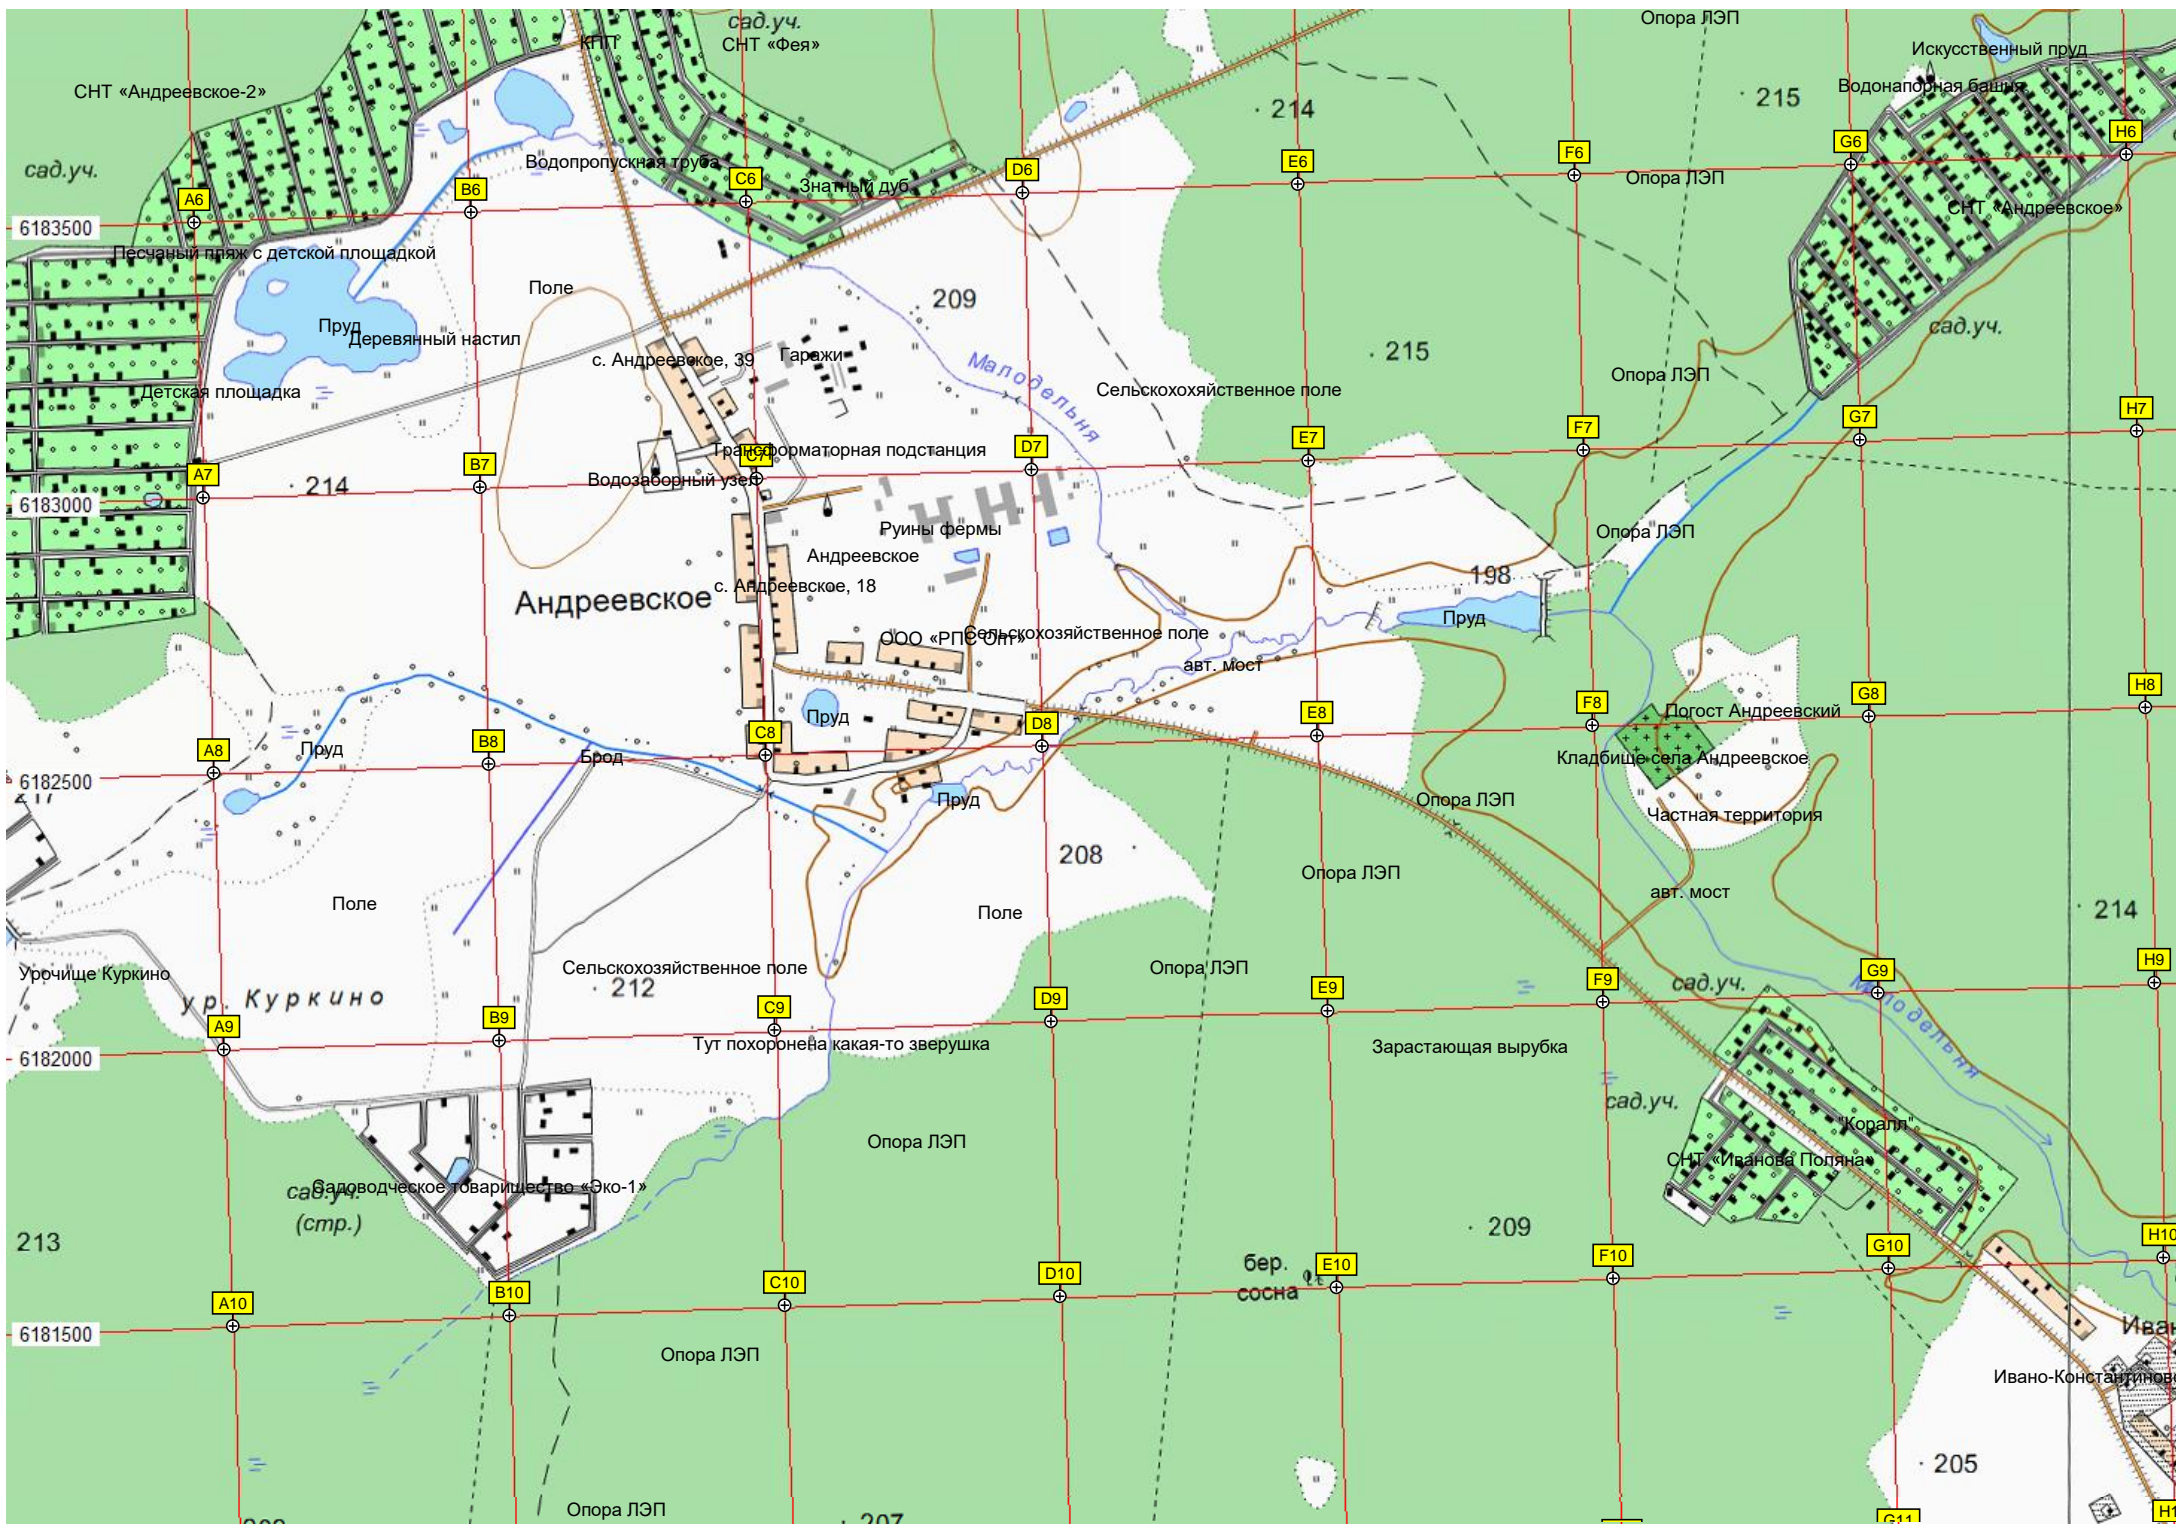 сад.уч.
СНТ «Фея»
КПП
Опора ЛЭП
Искусственный пруд
Водонапорная башня
СНТ «Андреевское-2»
214
215
сад.уч.
Водопропускная труба
Знатный дуб
A6
B6
C6
D6
E6
F6
G6
H6
Опора ЛЭП
СНТ «Андреевское»
6183500
Песчаный пляж с детской площадкой
Поле
209
Малодельня
Пруд
Деревянный настил
с. Андреевское, 39
Гаражи
215
сад.уч.
Опора ЛЭП
Детская площадка
Сельскохозяйственное поле
A7
B7
C7
D7
E7
F7
G7
H7
Трансформаторная подстанция
Водозаборный узел
214
6183000
Руины фермы
Опора ЛЭП
Андреевское
198
с. Андреевское, 18
Андреевское
Пруд
ООО «РПС Опт»
Сельскохозяйственное поле
авт. мост
A8
B8
C8
D8
E8
F8
G8
H8
Погост Андреевский
Пруд
Пруд
Брод
Кладбище села Андреевское
6182500
Пруд
Опора ЛЭП
Частная территория
208
Опора ЛЭП
авт. мост
Поле
Поле
214
Урочище Куркино
Сельскохозяйственное поле
Опора ЛЭП
ур. Куркино
212
сад.уч.
Малодельня
A9
B9
C9
D9
E9
F9
G9
H9
6182000
Тут похоронена какая-то зверушка
Зарастающая вырубка
сад.уч.
"Коралл"
Опора ЛЭП
СНТ «Иванова Поляна»
Садоводческое товарищество «Эко-1»
сад.уч.
(стр.)
213
209
бер.
сосна
A10
B10
C10
D10
E10
F10
G10
H10
6181500
Иван
Опора ЛЭП
Ивано-Константиновс
205
Опора ЛЭП
207
G11